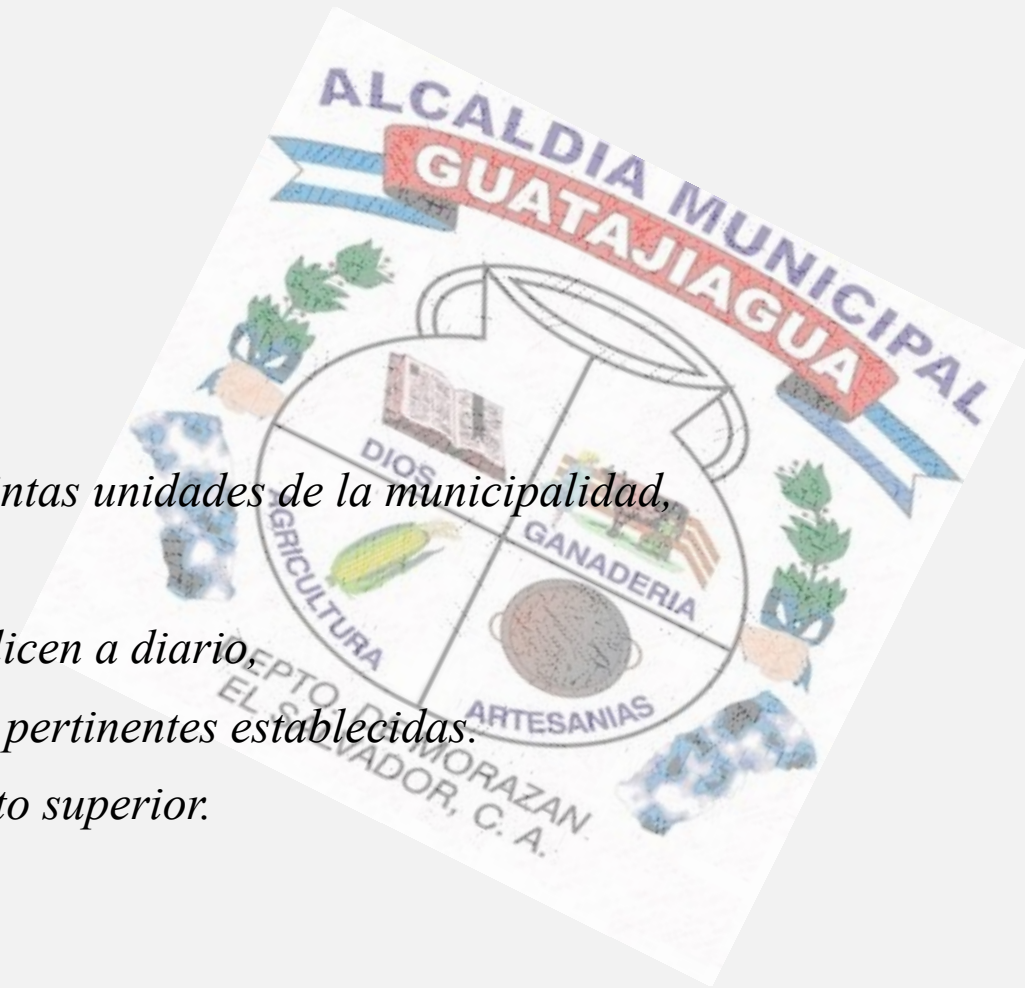 ALCALDIA MUNICIPAL
GUATAJIAGUA
DIOS
GANADERIA
AGRICULTURA
ARTESANIAS
DEPTO. DE MORAZAN
EL SALVADOR, C. A.
ntas unidades de la municipalidad,
licen a diario,
pertinentes establecidas.
to superior.